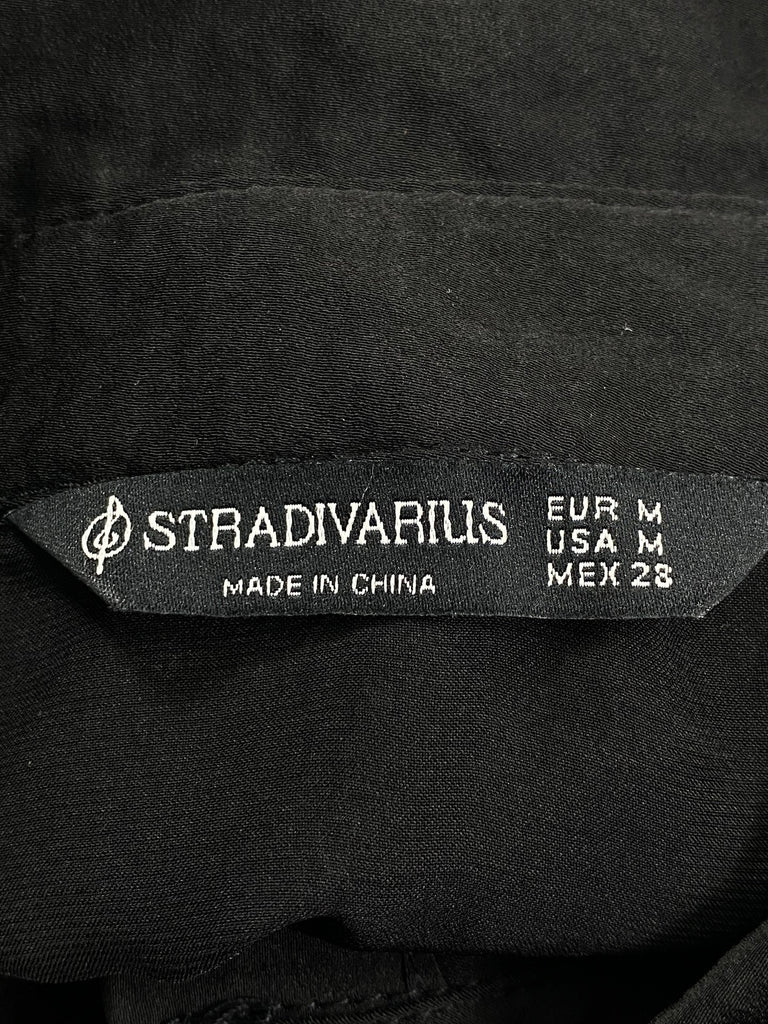 STRADIVARIUS
MADE IN CHINA
EUR M
USA M
MEX 28